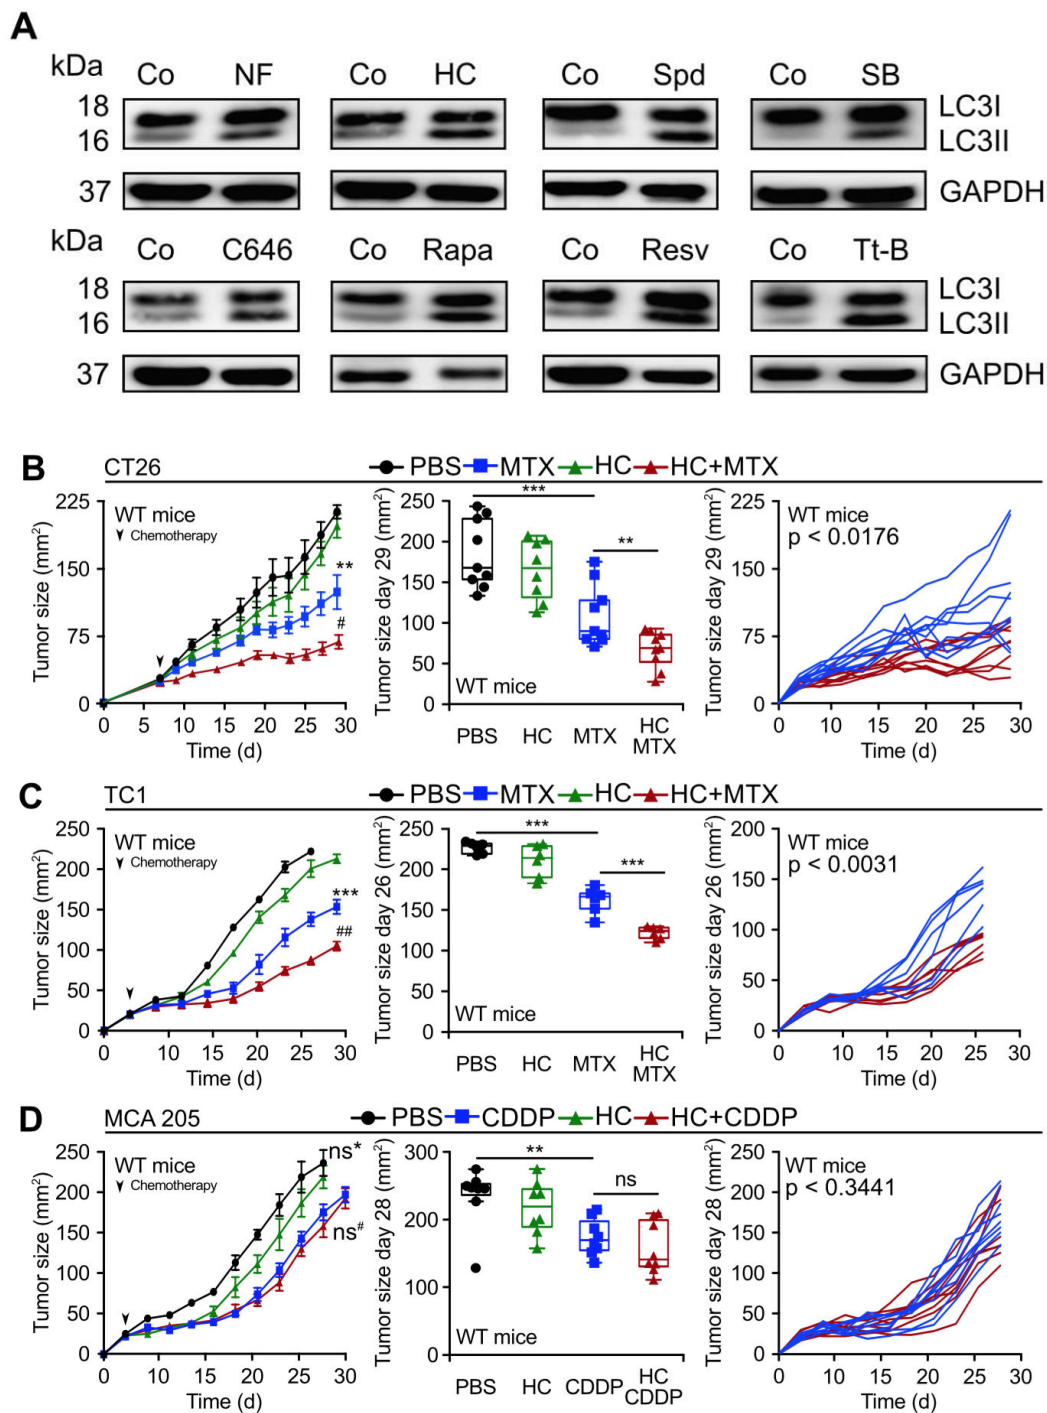 A
kDa Co NF Co HC Co Spd Co SB
18 LC3I
16 LC3II
37 GAPDH
kDa Co C646 Co Rapa Co Resv Co Tt-B
18 LC3I
16 LC3II
37 GAPDH
B CT26 PBS MTX HC HC+MTX
Tumor size (mm²)
225
150
75
0
WT mice
Chemotherapy
**
#
0 5 10 15 20 25 30
Time (d)
Tumor size day 29 (mm²)
250
200
150
100
50
0
***
**
WT mice
PBS HC MTX HC
MTX
Tumor size (mm²)
225
150
75
0
WT mice
p < 0.0176
0 10 15 20 25 30
Time (d)
C TC1 PBS MTX HC HC+MTX
Tumor size (mm²)
250
200
150
100
50
0
WT mice
Chemotherapy
***
##
0 5 10 15 20 25 30
Time (d)
Tumor size day 26 (mm²)
250
200
150
100
50
0
***
***
WT mice
PBS HC MTX HC
MTX
Tumor size (mm²)
200
150
100
50
0
WT mice
p < 0.0031
0 10 15 20 25 30
Time (d)
D MCA 205 PBS CDDP HC HC+CDDP
Tumor size (mm²)
250
200
150
100
50
0
WT mice
Chemotherapy
ns*
ns#
0 5 10 15 20 25 30
Time (d)
Tumor size day 28 (mm²)
300
200
100
0
**
ns
WT mice
PBS HC CDDP HC
CDDP
Tumor size (mm²)
250
200
150
100
50
0
WT mice
p < 0.3441
0 10 15 20 25 30
Time (d)